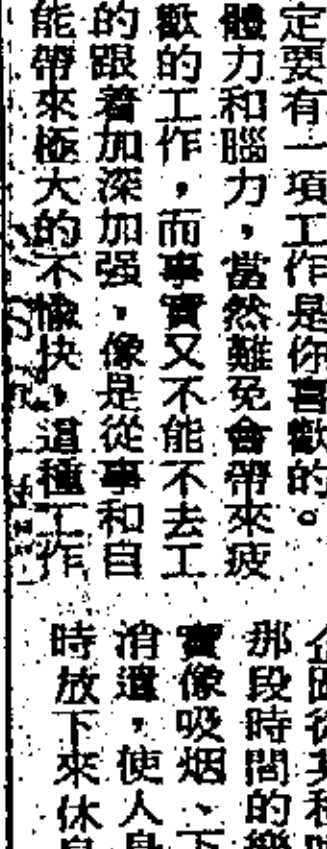 定要有一項工作是你喜歡的。
體力和腦力，當然難免會帶來疲
歡的工作，而事實又不能不去工
的跟着加深加强，像是從事和自
能帶來極大的不愉快，這種工作
那段時間的
實像吸烟、下
消遣，使人
時放下來休